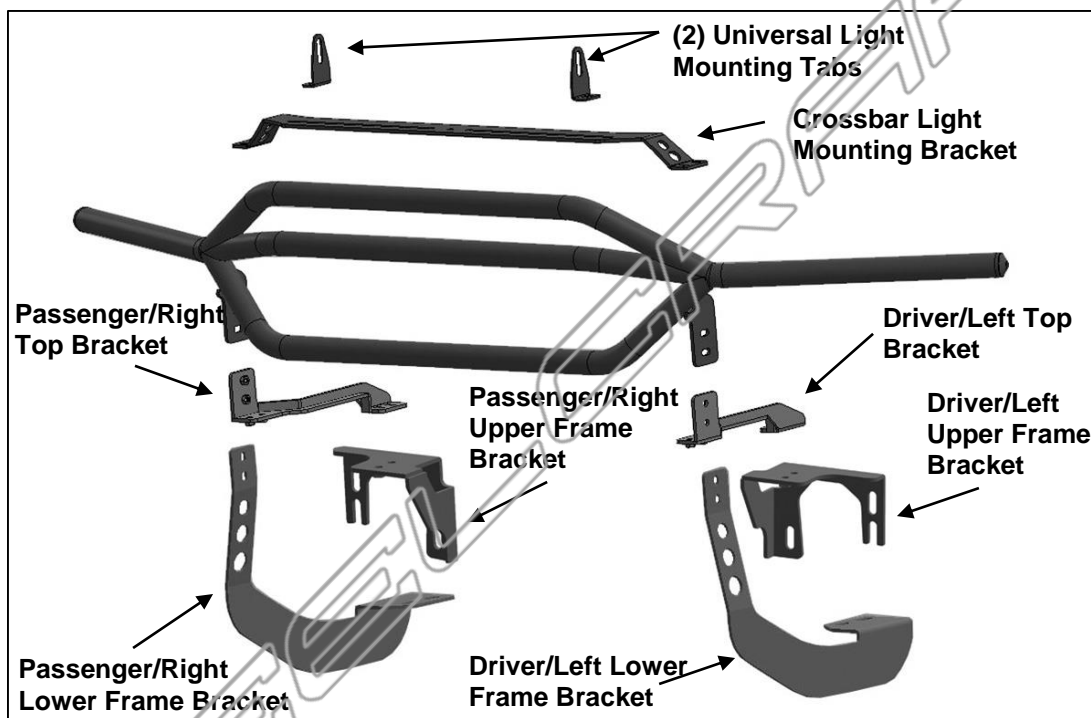 (2) Universal Light
Mounting Tabs
Crossbar Light
Mounting Bracket
Passenger/Right
Top Bracket
Driver/Left Top
Bracket
Passenger/Right
Upper Frame
Bracket
Driver/Left
Upper Frame
Bracket
Passenger/Right
Lower Frame Bracket
Driver/Left Lower
Frame Bracket